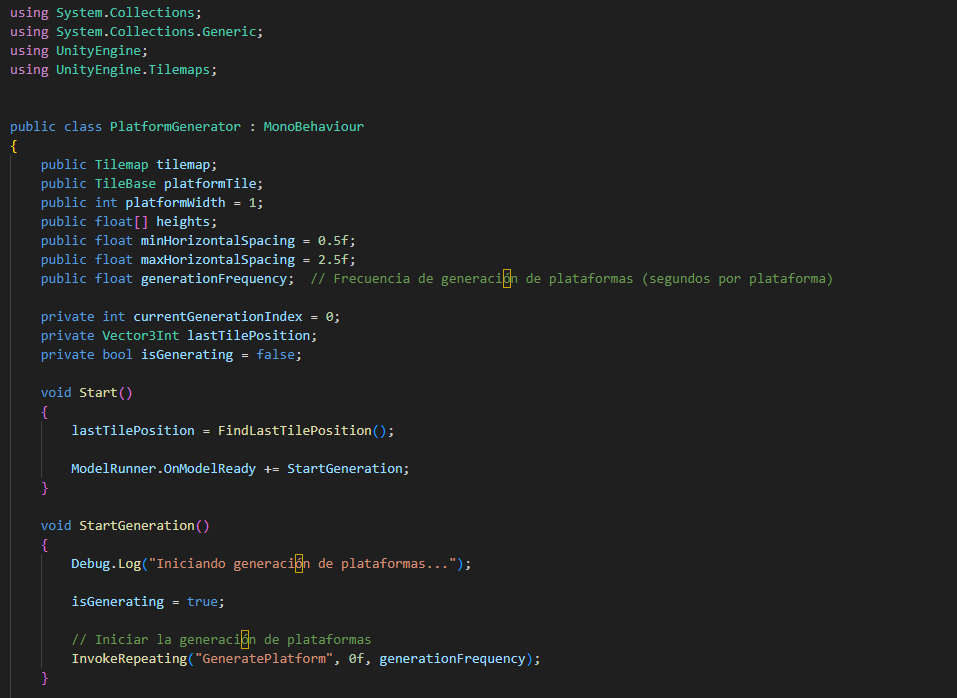 using System.Collections;
using System.Collections.Generic;
using UnityEngine;
using UnityEngine.Tilemaps;
public class PlatformGenerator : MonoBehaviour
{
public Tilemap tilemap;
public TileBase platformTile;
public int platformWidth = 1;
public float[] heights;
public float minHorizontalSpacing = 0.5f;
public float maxHorizontalSpacing = 2.5f;
public float generationFrequency;  // Frecuencia de generación de plataformas (segundos por plataforma)
private int currentGenerationIndex = 0;
private Vector3Int lastTilePosition;
private bool isGenerating = false;
void Start()
{
lastTilePosition = FindLastTilePosition();
ModelRunner.OnModelReady += StartGeneration;
}
void StartGeneration()
{
Debug.Log("Iniciando generación de plataformas...");
isGenerating = true;
// Iniciar la generación de plataformas
InvokeRepeating("GeneratePlatform", 0f, generationFrequency);
}